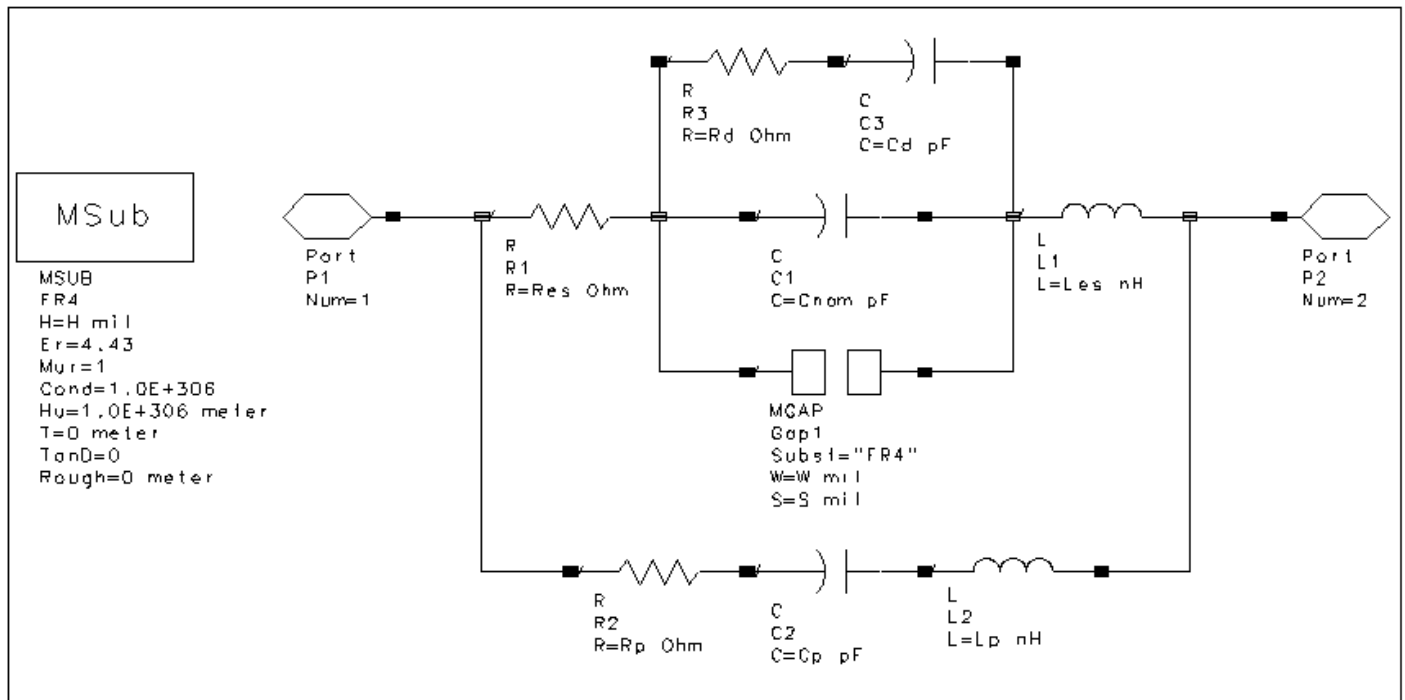 R
R3
R=Rd Ohm
C
C3
C=Cd pF
MSub
MSUB
FR4
H=H mil
Er=4.43
Mur=1
Cond=1.0E+306
Hu=1.0E+306 meter
T=0 meter
TanD=0
Rough=0 meter
Port
P1
Num=1
R
R1
R=Res Ohm
C
C1
C=Cnom pF
L
L1
L=Les nH
Port
P2
Num=2
MGAP
Gap1
Subst="FR4"
W=W mil
S=S mil
R
R2
R=Rp Ohm
C
C2
C=Cp pF
L
L2
L=Lp nH